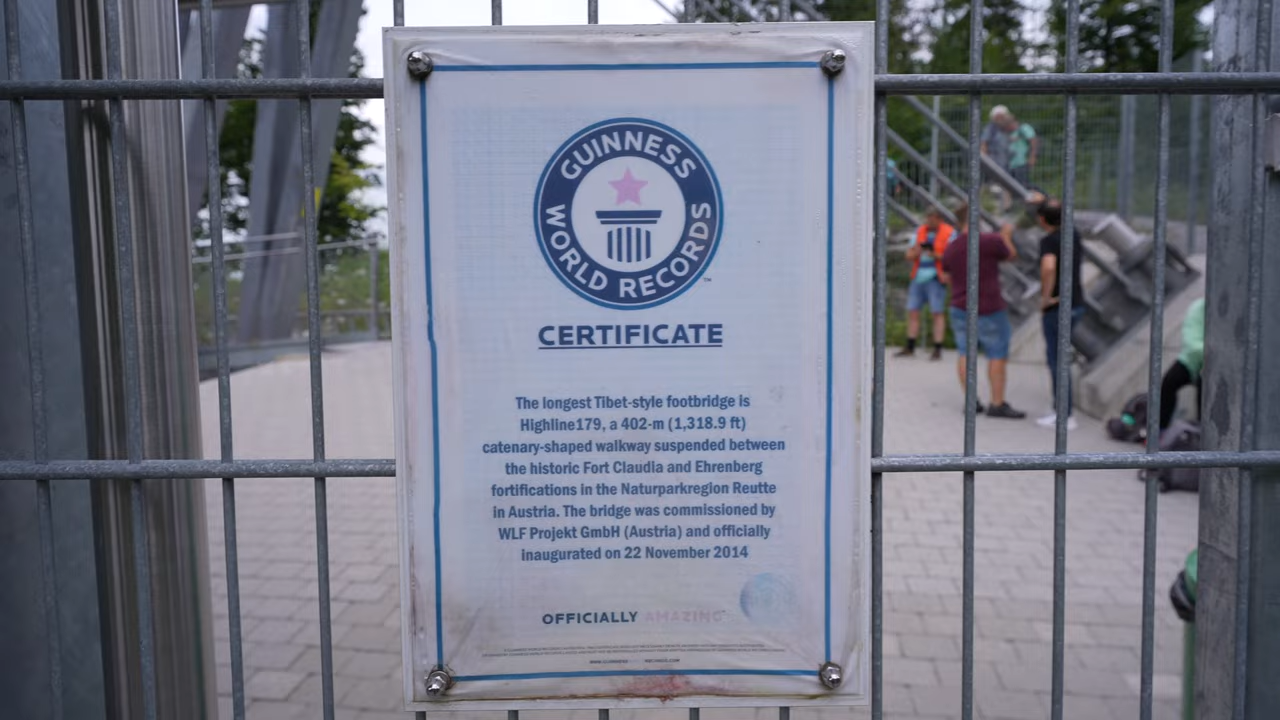 GUINNESS
WORLD RECORDS
TM
CERTIFICATE
The longest Tibet-style footbridge is
Highline179, a 402-m (1,318.9 ft)
catenary-shaped walkway suspended between
the historic Fort Claudia and Ehrenberg
fortifications in the Naturparkregion Reutte
in Austria. The bridge was commissioned by
WLF Projekt GmbH (Austria) and officially
inaugurated on 22 November 2014
OFFICIALLY AMAZING